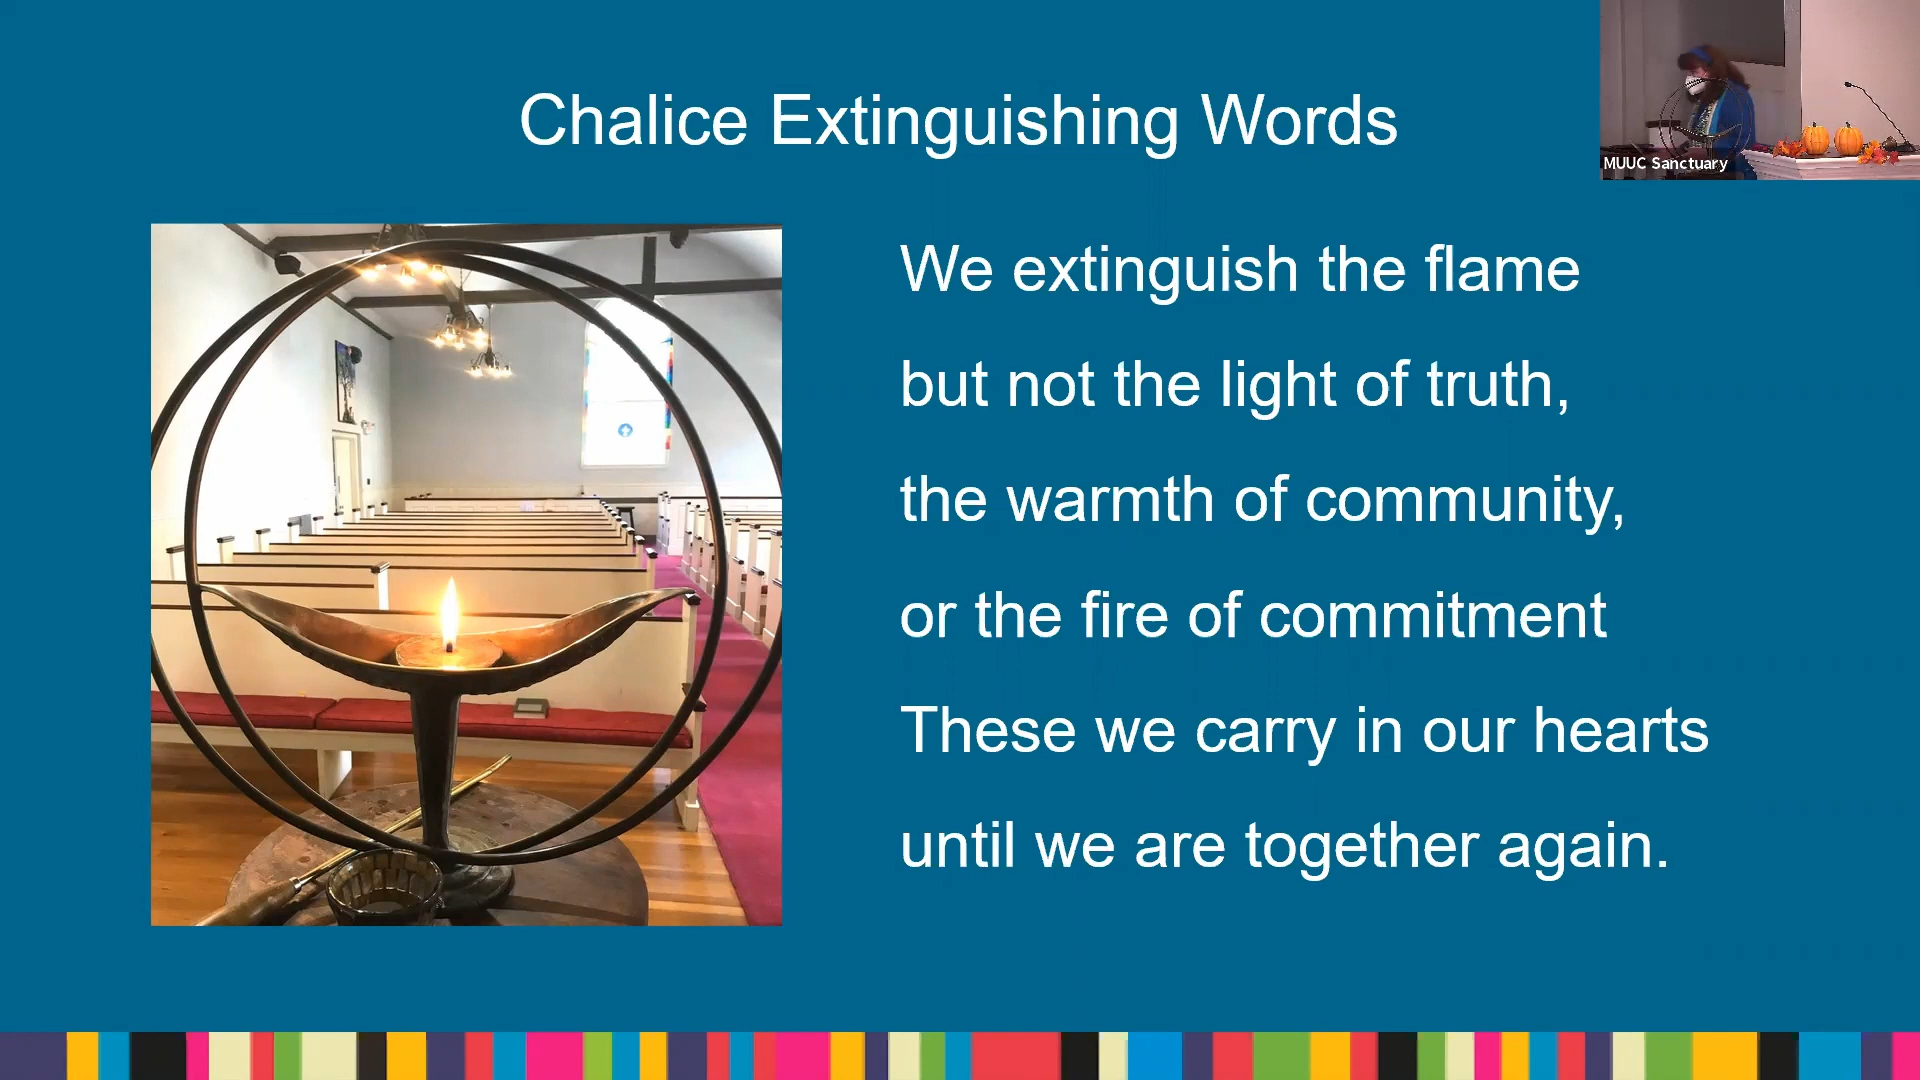 Chalice Extinguishing Words
MUUC Sanctuary
We extinguish the flame
but not the light of truth,
the warmth of community,
or the fire of commitment
These we carry in our hearts
until we are together again.